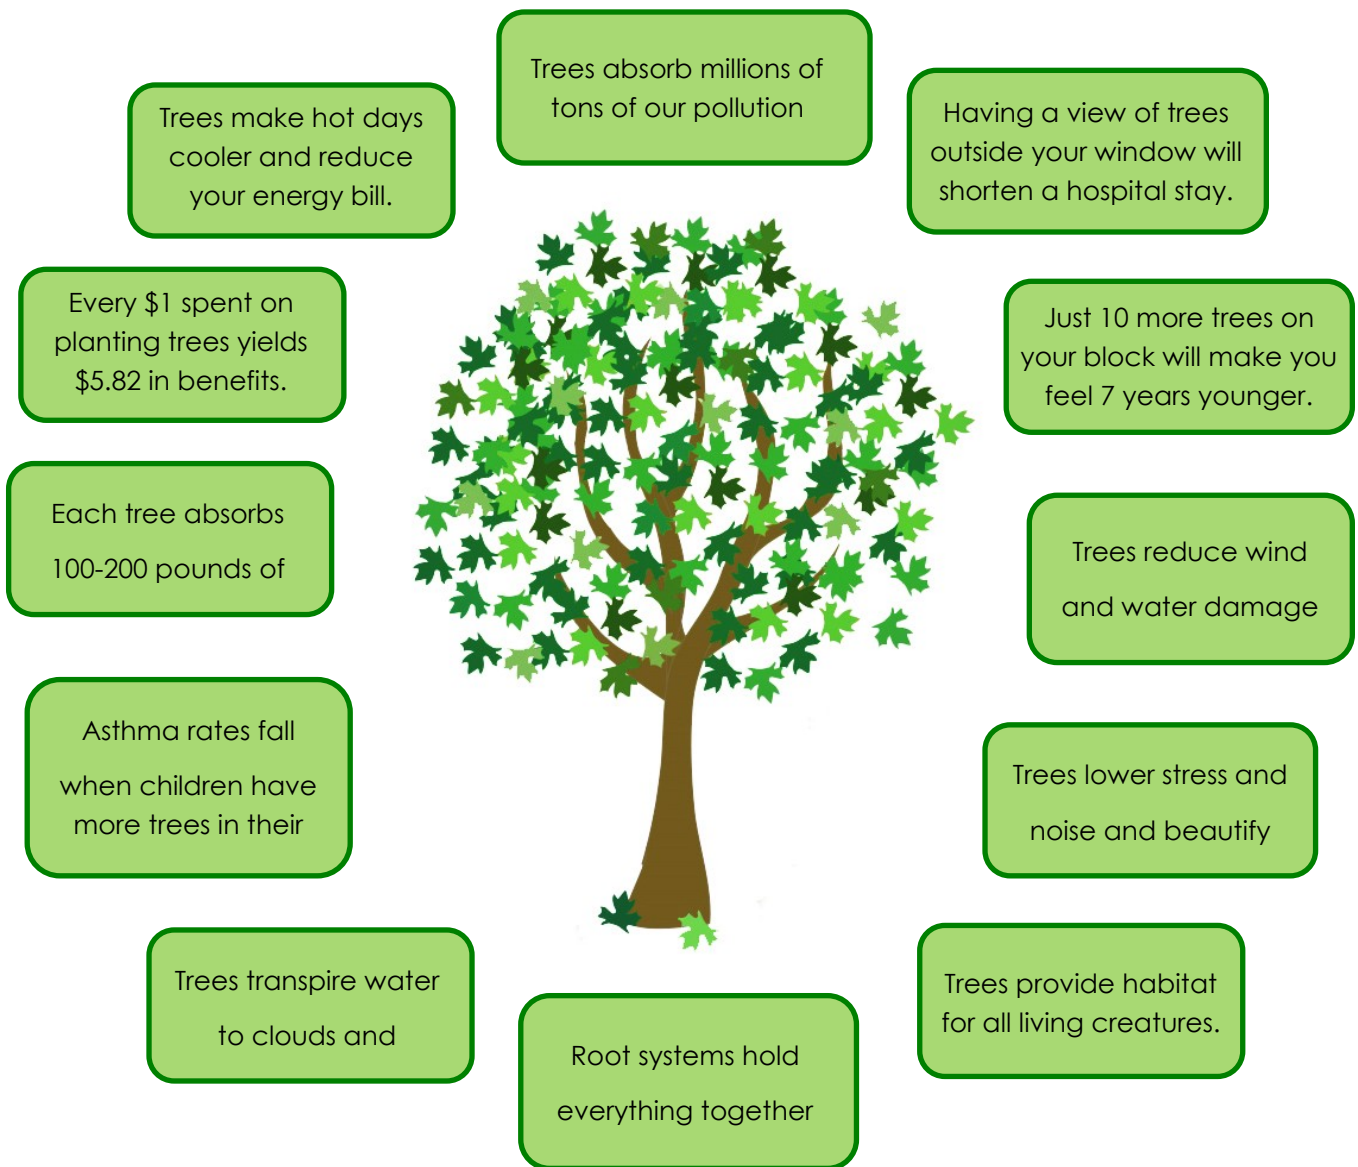 Trees absorb millions of
tons of our pollution
Trees make hot days
cooler and reduce
your energy bill.
Having a view of trees
outside your window will
shorten a hospital stay.
Every $1 spent on
planting trees yields
$5.82 in benefits.
Just 10 more trees on
your block will make you
feel 7 years younger.
Each tree absorbs
100-200 pounds of
Trees reduce wind
and water damage
Asthma rates fall
when children have
more trees in their
Trees lower stress and
noise and beautify
Trees transpire water
to clouds and
Trees provide habitat
for all living creatures.
Root systems hold
everything together